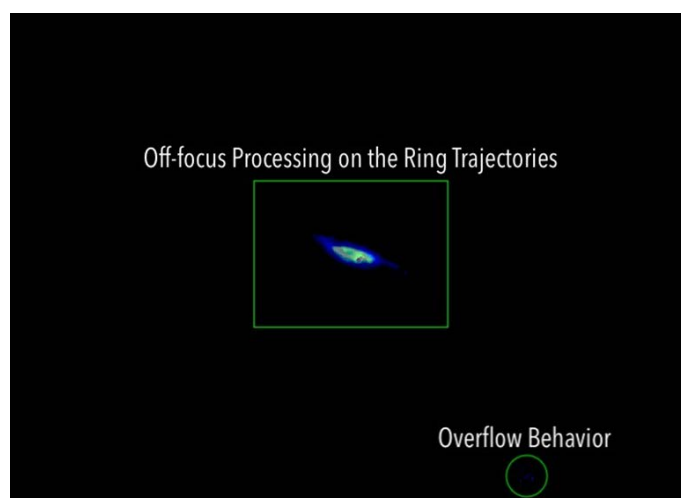 Off-focus Processing on the Ring Trajectories
Overflow Behavior